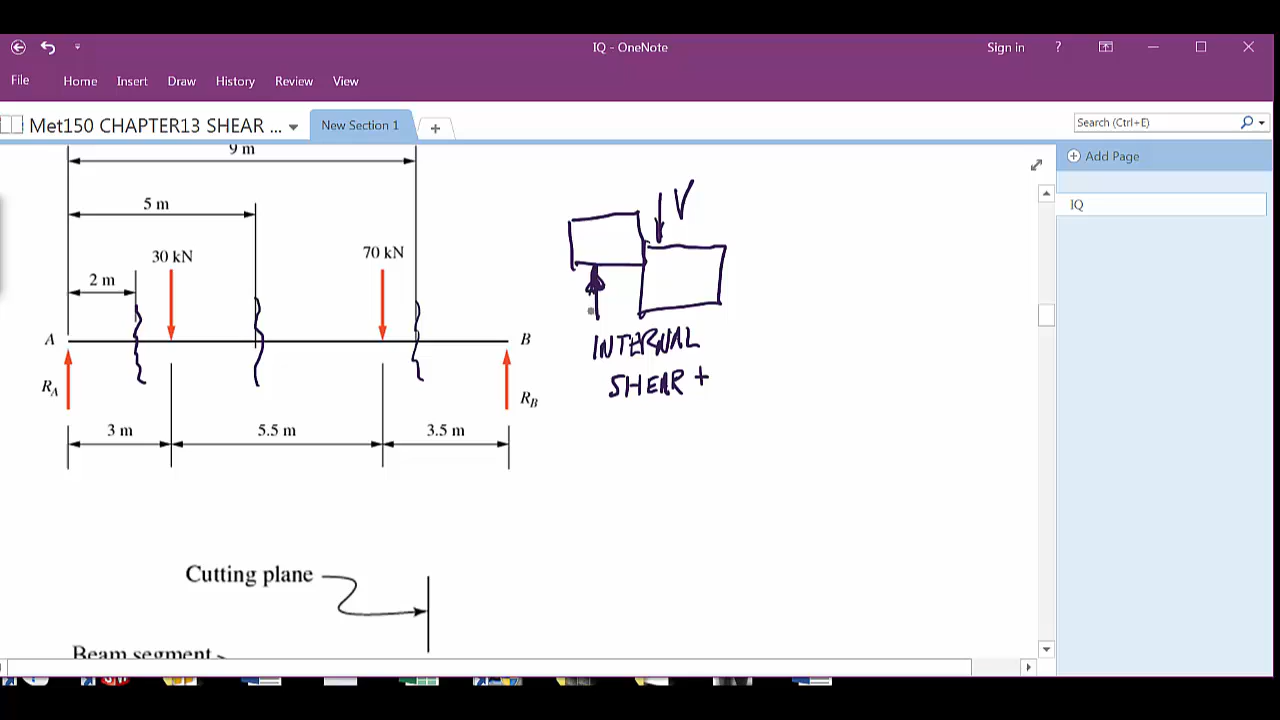 IQ - OneNote
Sign in
?
File
Home
Insert
Draw
History
Review
View
Met150 CHAPTER13 SHEAR ...
New Section 1
+
Search (Ctrl+E)
Add Page
IQ
9 m
5 m
30 kN
70 kN
2 m
A
B
RA
RB
3 m
5.5 m
3.5 m
V
INTERNAL
SHEAR +
Cutting plane
Beam segment